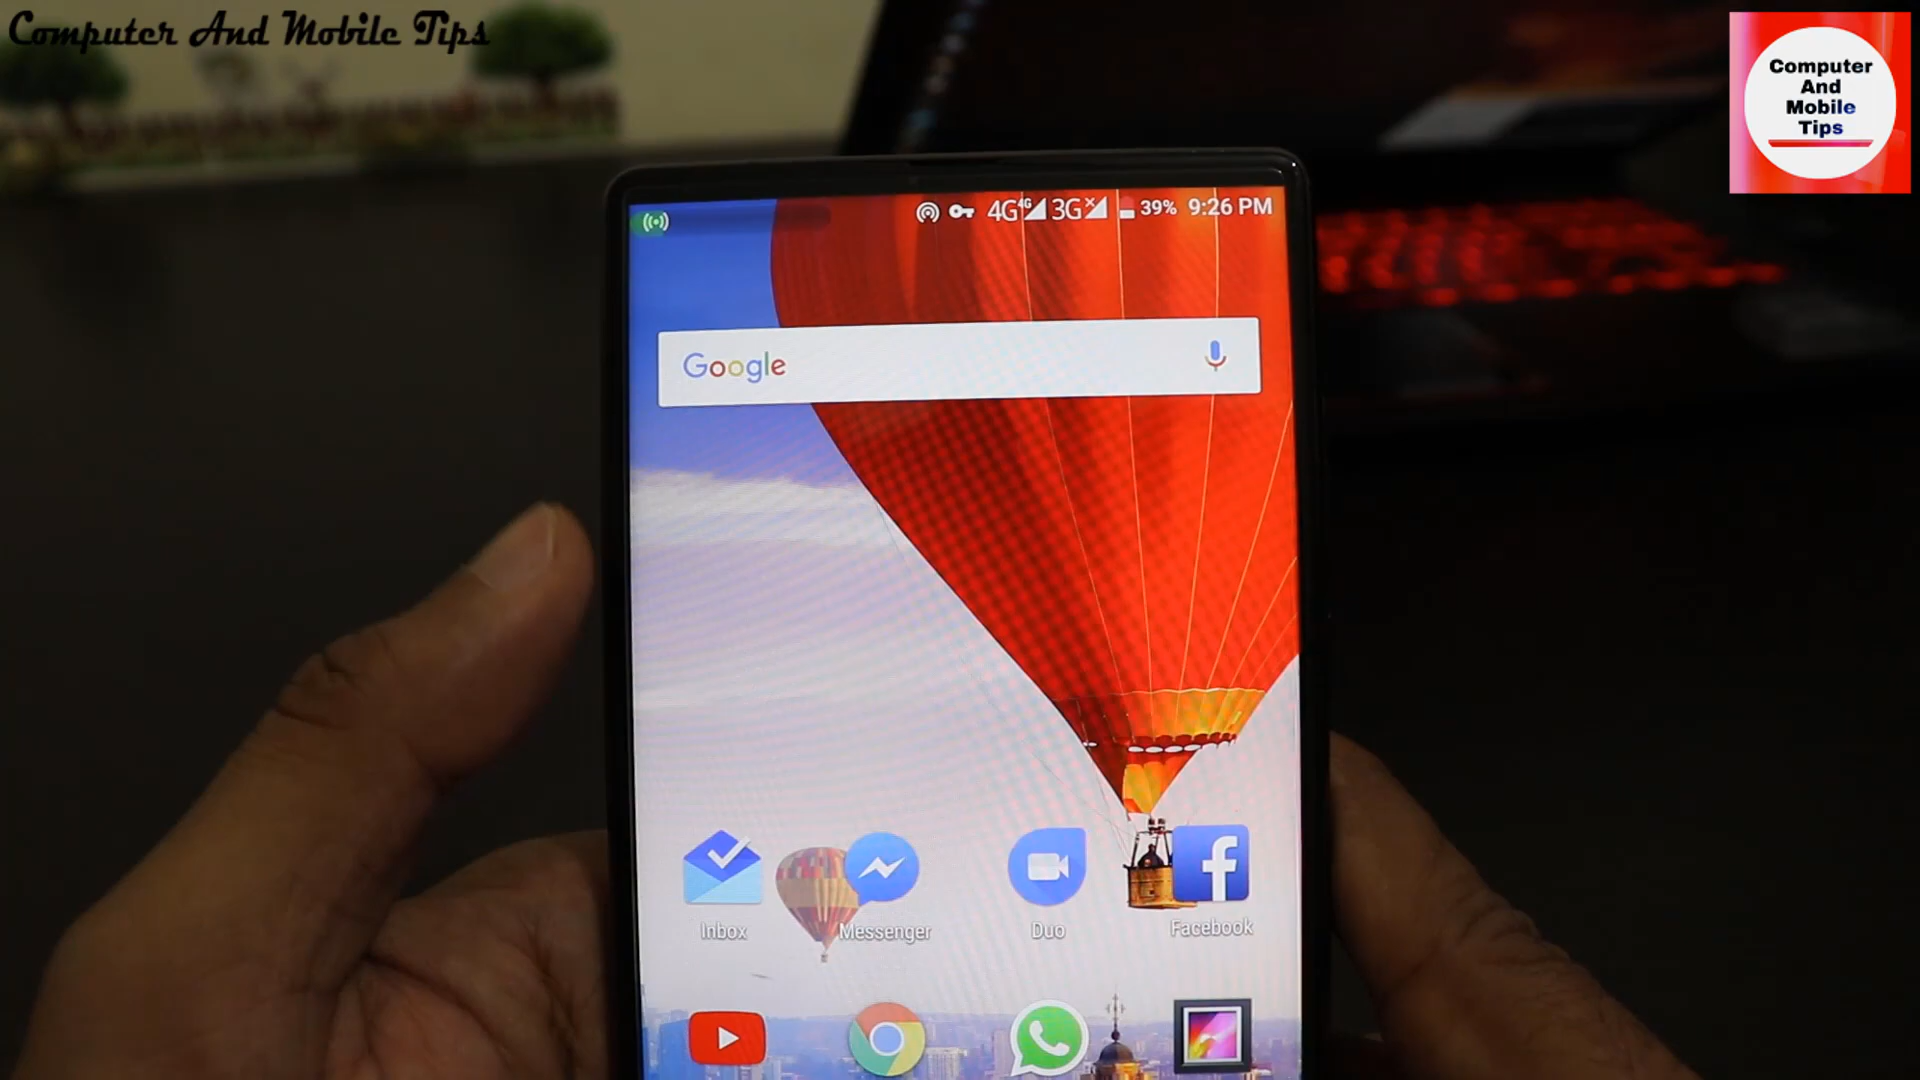 Computer And Mobile Tips
Computer
And
Mobile
Tips
4G 4G 3G 39% 9:26 PM
Google
Inbox
Messenger
Duo
Facebook